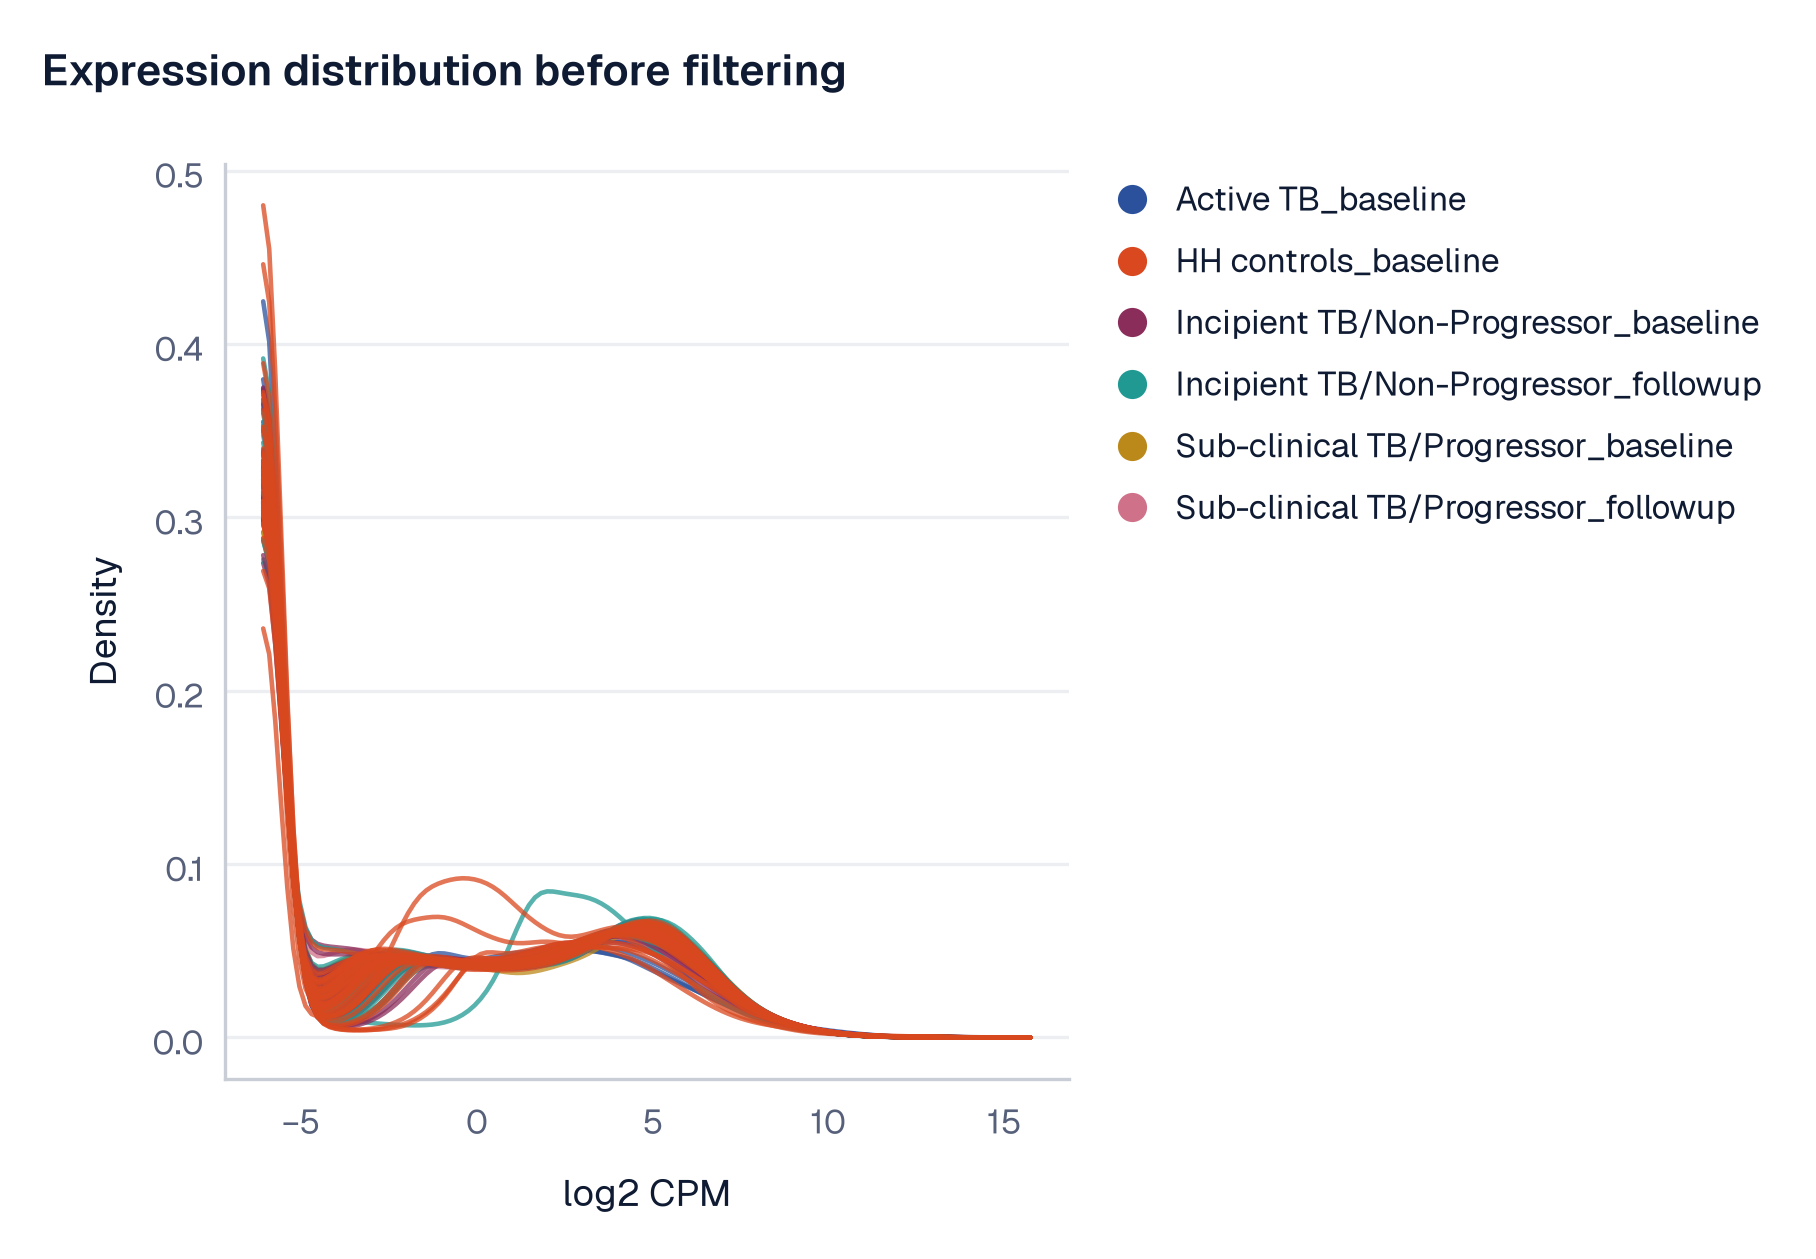 Expression distribution before filtering
0.5
0.4
0.3
0.2
0.1
0.0
Density
−5 0 5 10 15
log2 CPM
Active TB_baseline
HH controls_baseline
Incipient TB/Non-Progressor_baseline
Incipient TB/Non-Progressor_followup
Sub-clinical TB/Progressor_baseline
Sub-clinical TB/Progressor_followup